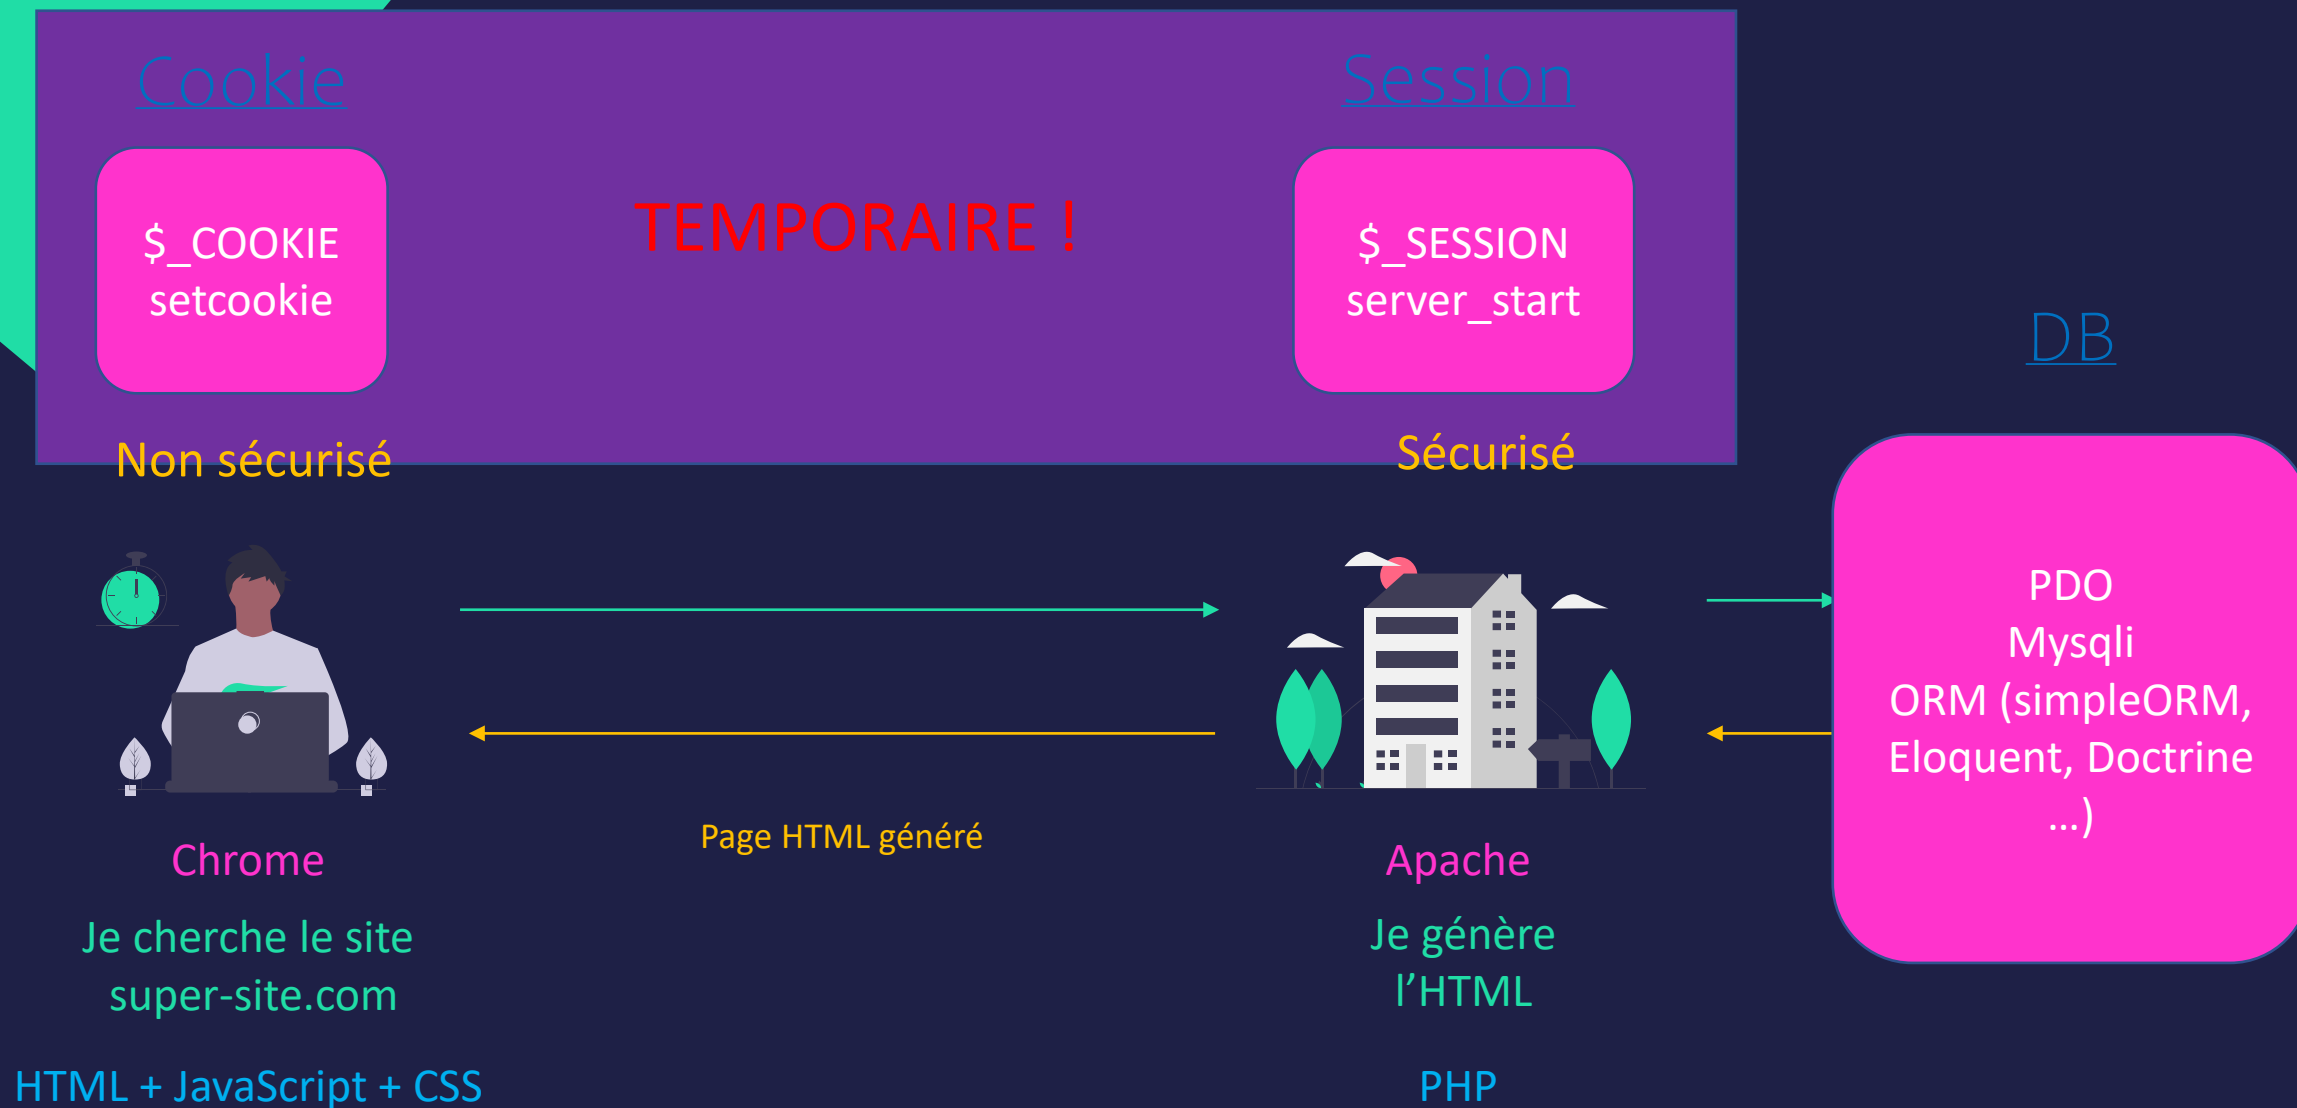 Cookie
$_COOKIE
setcookie
Non sécurisé
TEMPORAIRE !
Session
$_SESSION
server_start
Sécurisé
DB
PDO
Mysqli
ORM (simpleORM,
Eloquent, Doctrine
...)
Page HTML généré
Chrome
Je cherche le site
super-site.com
HTML + JavaScript + CSS
Apache
Je génère
l’HTML
PHP